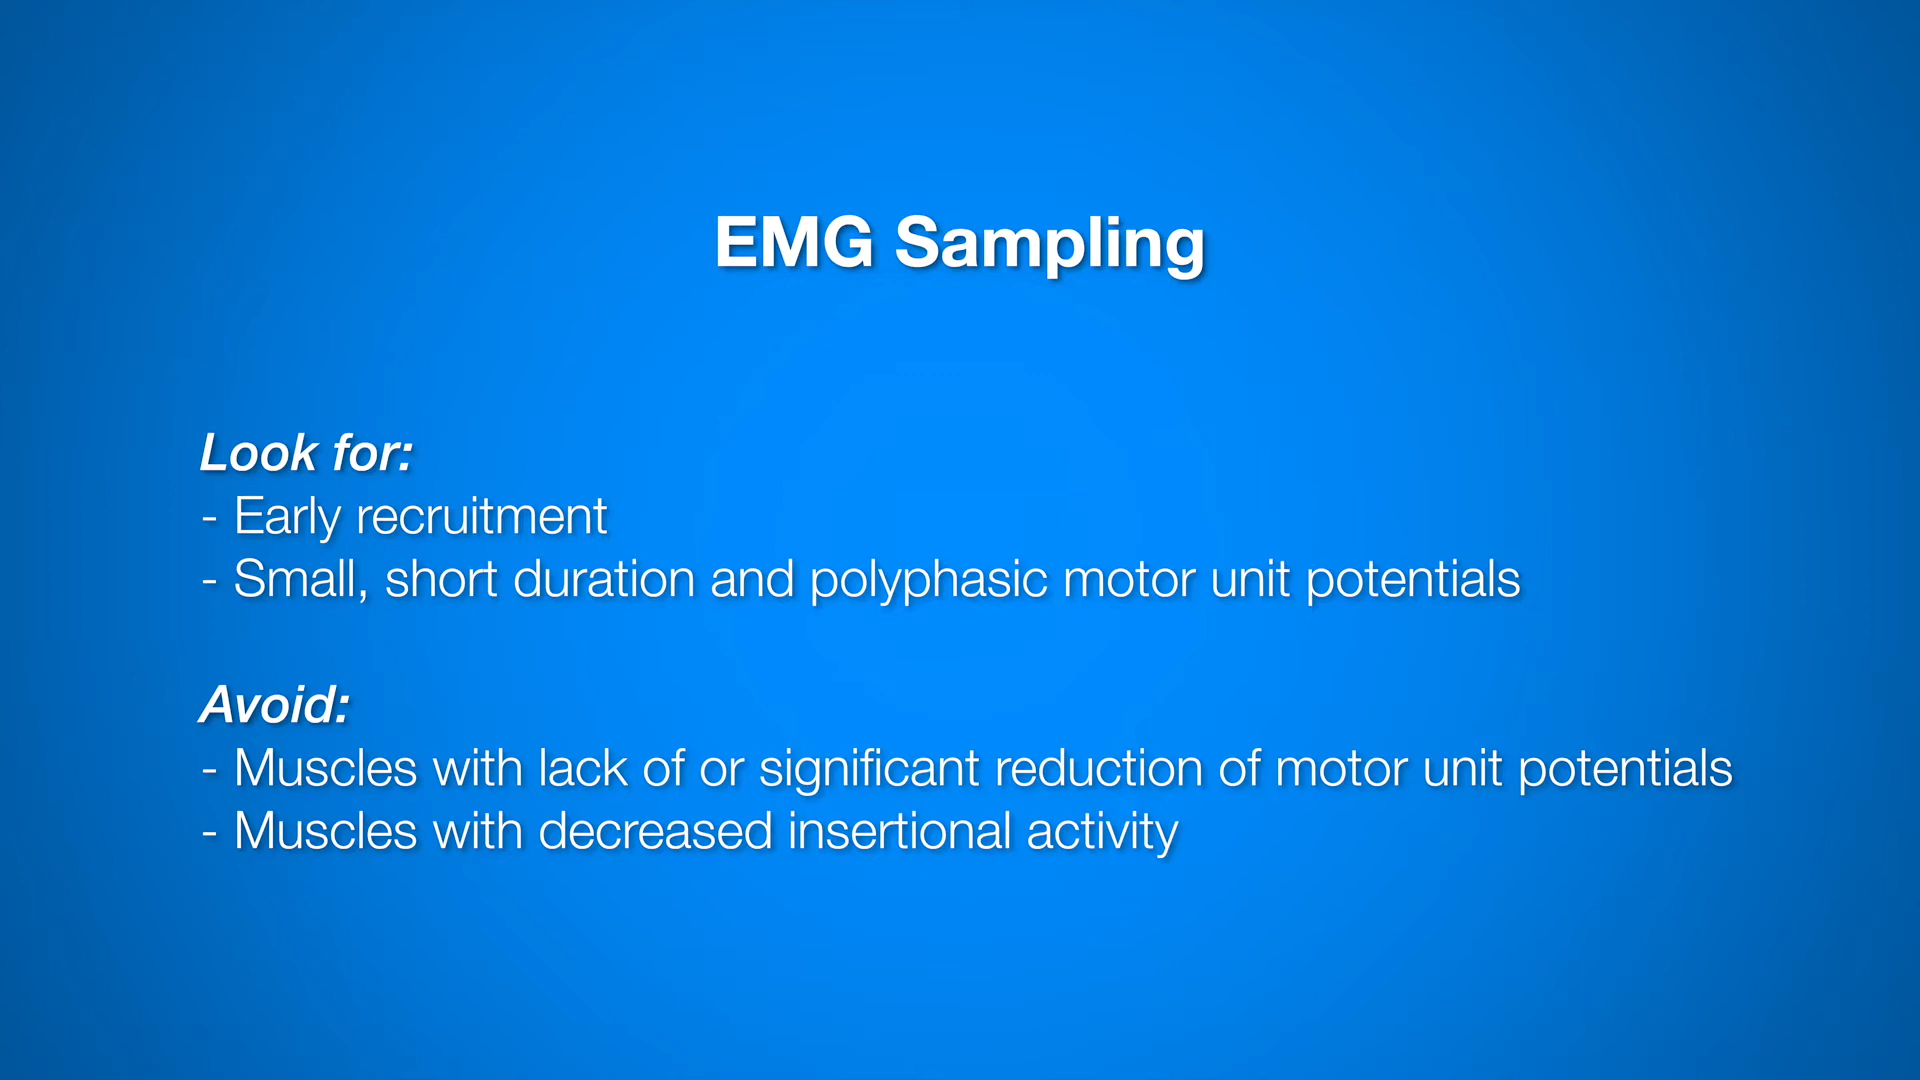 EMG Sampling
Look for:
- Early recruitment
- Small, short duration and polyphasic motor unit potentials
Avoid:
- Muscles with lack of or significant reduction of motor unit potentials
- Muscles with decreased insertional activity